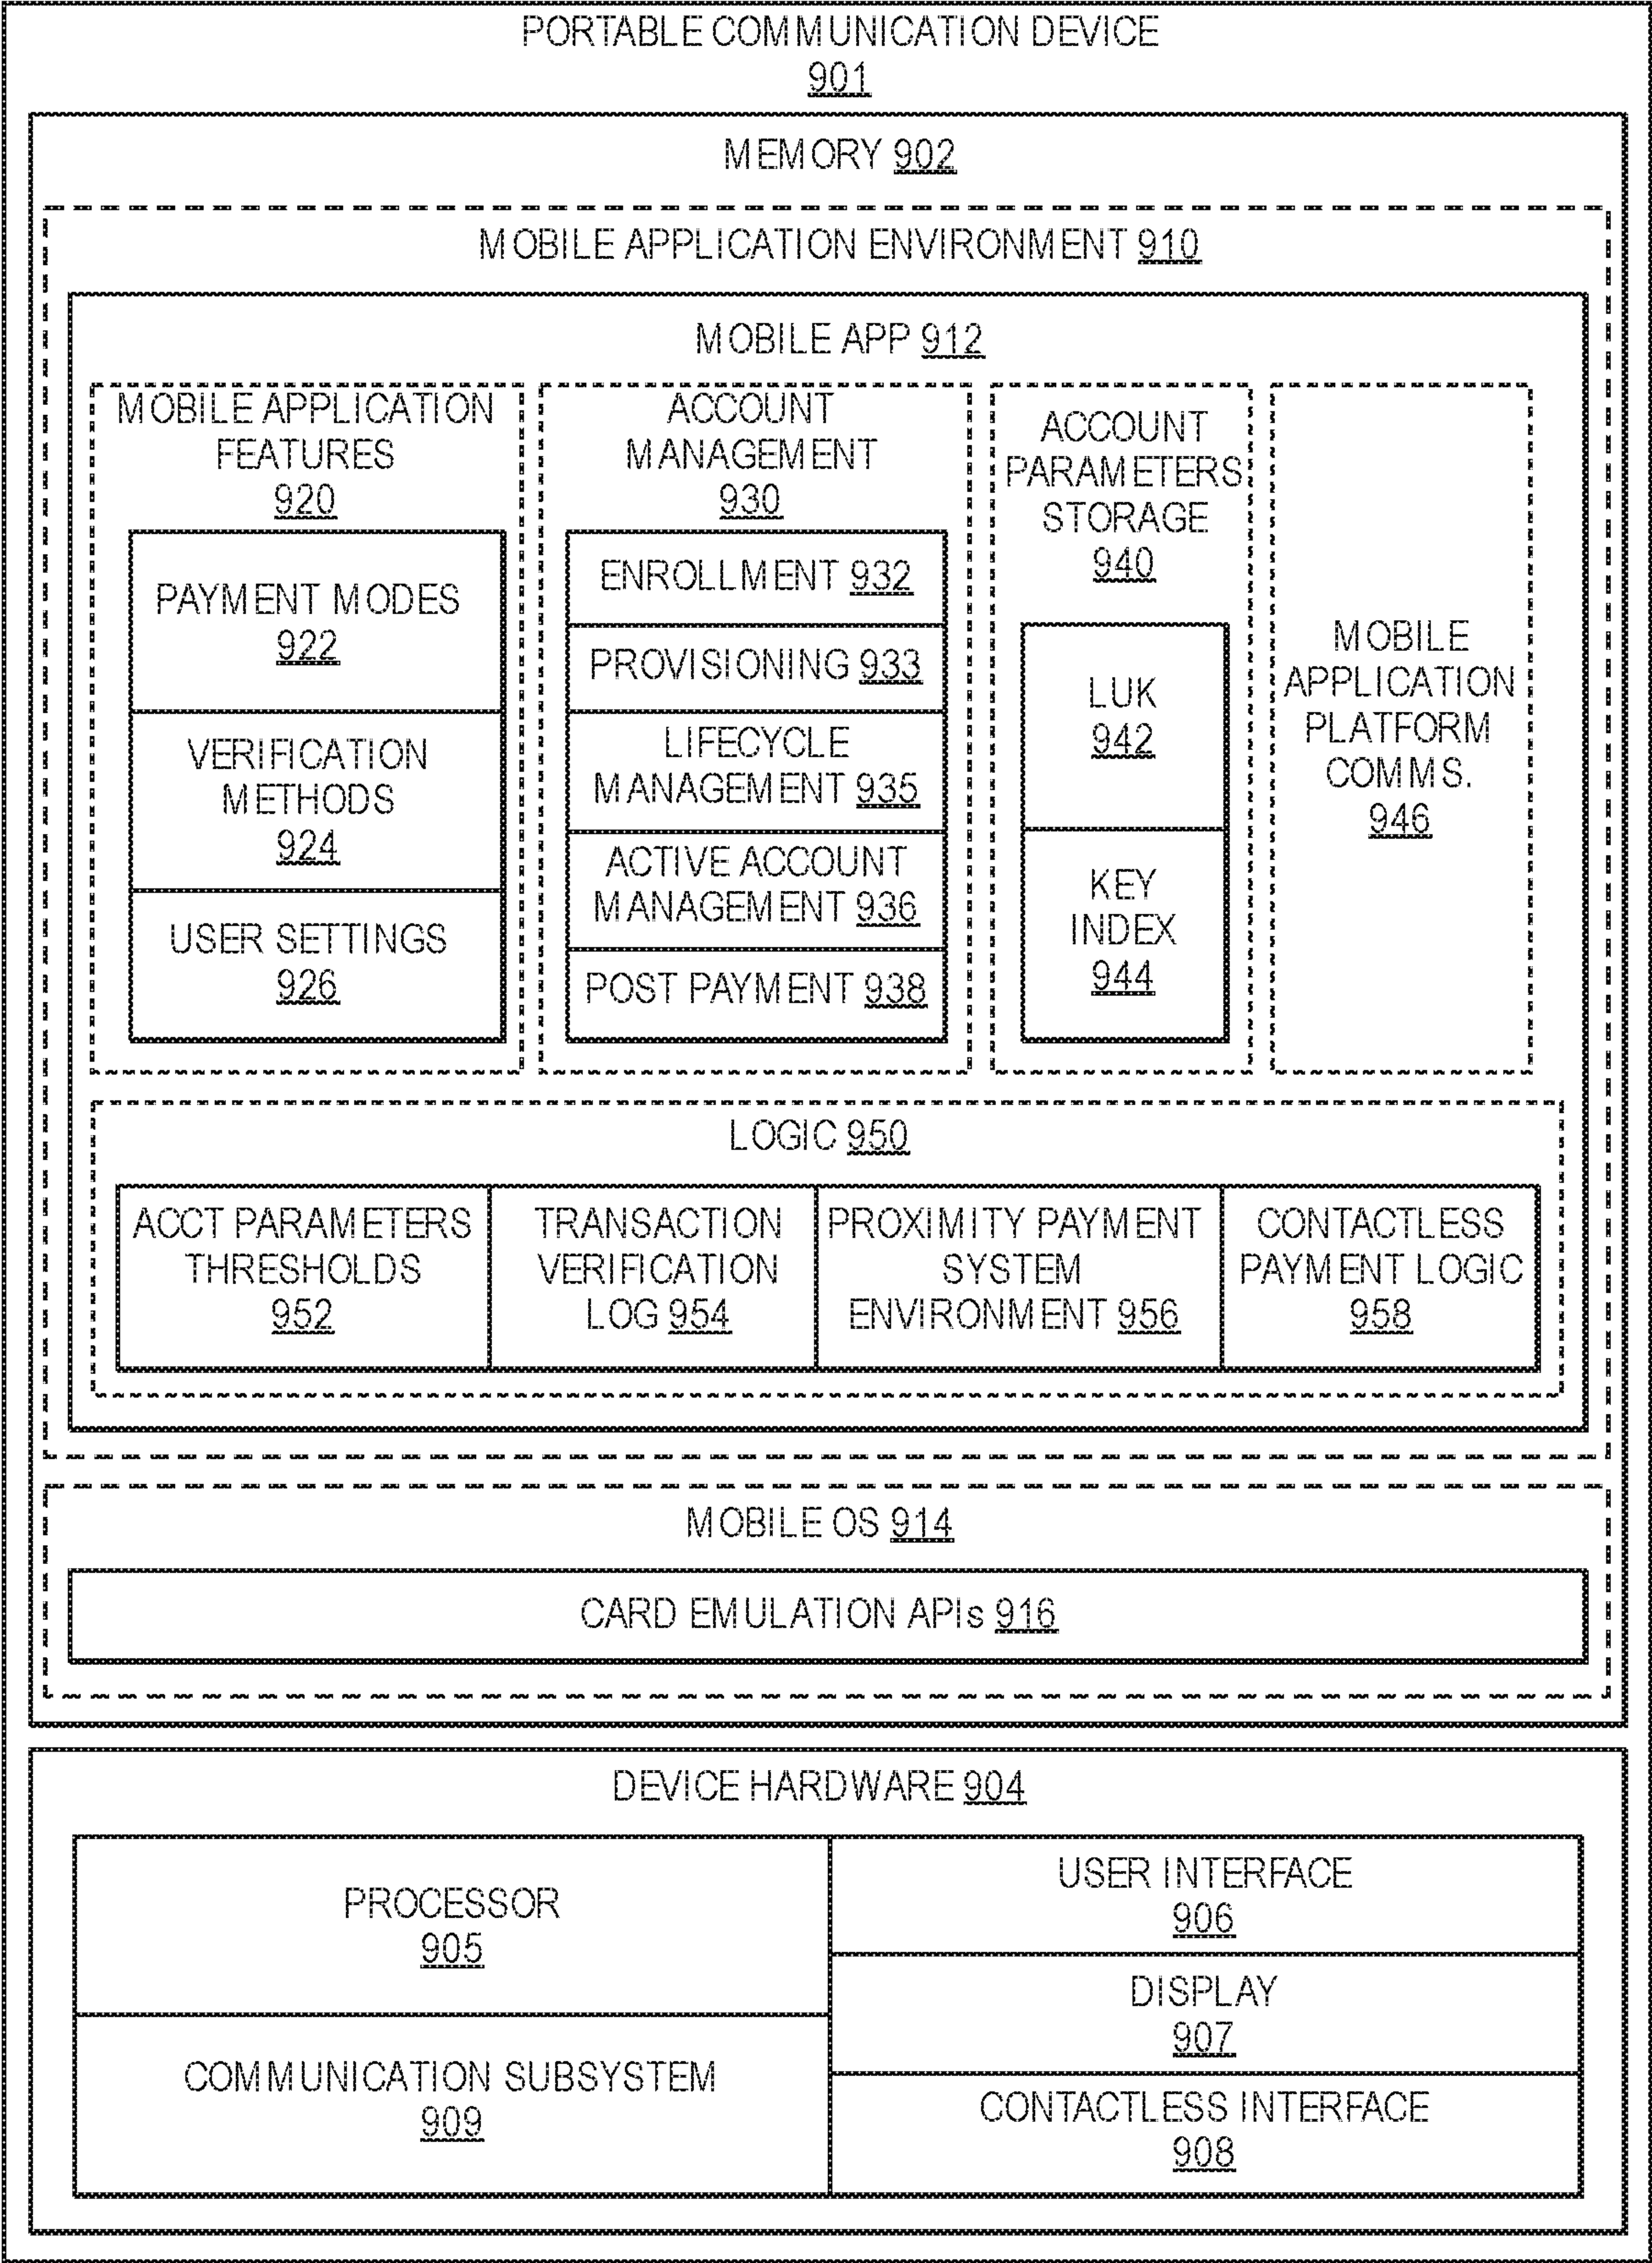 PORTABLE COMMUNICATION DEVICE
901
MEMORY 902
MOBILE APPLICATION ENVIRONMENT 910
MOBILE APP 912
MOBILE APPLICATION
FEATURES
920
PAYMENT MODES
922
VERIFICATION
METHODS
924
USER SETTINGS
926
ACCOUNT
MANAGEMENT
930
ENROLLMENT 932
PROVISIONING 933
LIFECYCLE
MANAGEMENT 935
ACTIVE ACCOUNT
MANAGEMENT 936
POST PAYMENT 938
ACCOUNT
PARAMETERS
STORAGE
940
LUK
942
KEY
INDEX
944
MOBILE
APPLICATION
PLATFORM
COMMS.
946
LOGIC 950
ACCT PARAMETERS
THRESHOLDS
952
TRANSACTION
VERIFICATION
LOG 954
PROXIMITY PAYMENT
SYSTEM
ENVIRONMENT 956
CONTACTLESS
PAYMENT LOGIC
958
MOBILE OS 914
CARD EMULATION APIs 916
DEVICE HARDWARE 904
PROCESSOR
905
COMMUNICATION SUBSYSTEM
909
USER INTERFACE
906
DISPLAY
907
CONTACTLESS INTERFACE
908